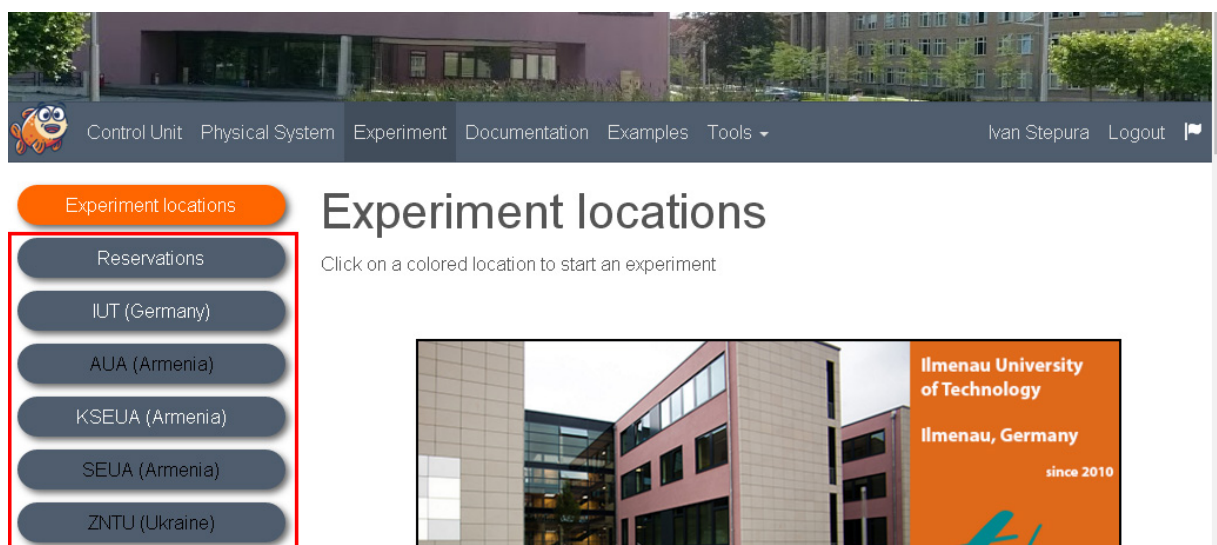 Control Unit Physical System Experiment Documentation Examples Tools Ivan Stepura Logout
Experiment locations
Reservations
IUT (Germany)
AUA (Armenia)
KSEUA (Armenia)
SEUA (Armenia)
ZNTU (Ukraine)
Experiment locations
Click on a colored location to start an experiment
Ilmenau University
of Technology
Ilmenau, Germany
since 2010